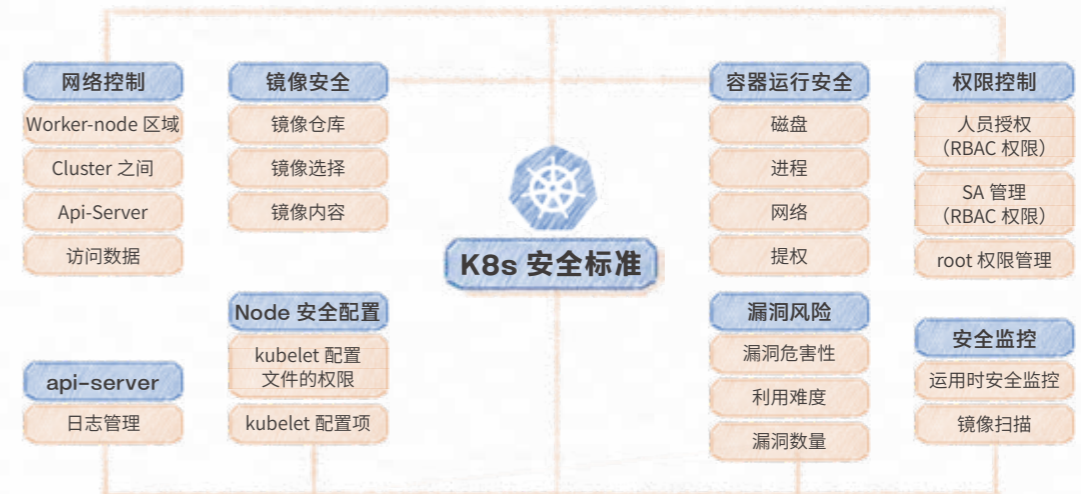 网络控制
Worker-node 区域
Cluster 之间
Api-Server
访问数据
镜像安全
镜像仓库
镜像选择
镜像内容
K8s 安全标准
容器运行安全
磁盘
进程
网络
提权
权限控制
人员授权
（RBAC 权限）
SA 管理
（RBAC 权限）
root 权限管理
api-server
日志管理
Node 安全配置
kubelet 配置
文件的权限
kubelet 配置项
漏洞风险
漏洞危害性
利用难度
漏洞数量
安全监控
运用时安全监控
镜像扫描